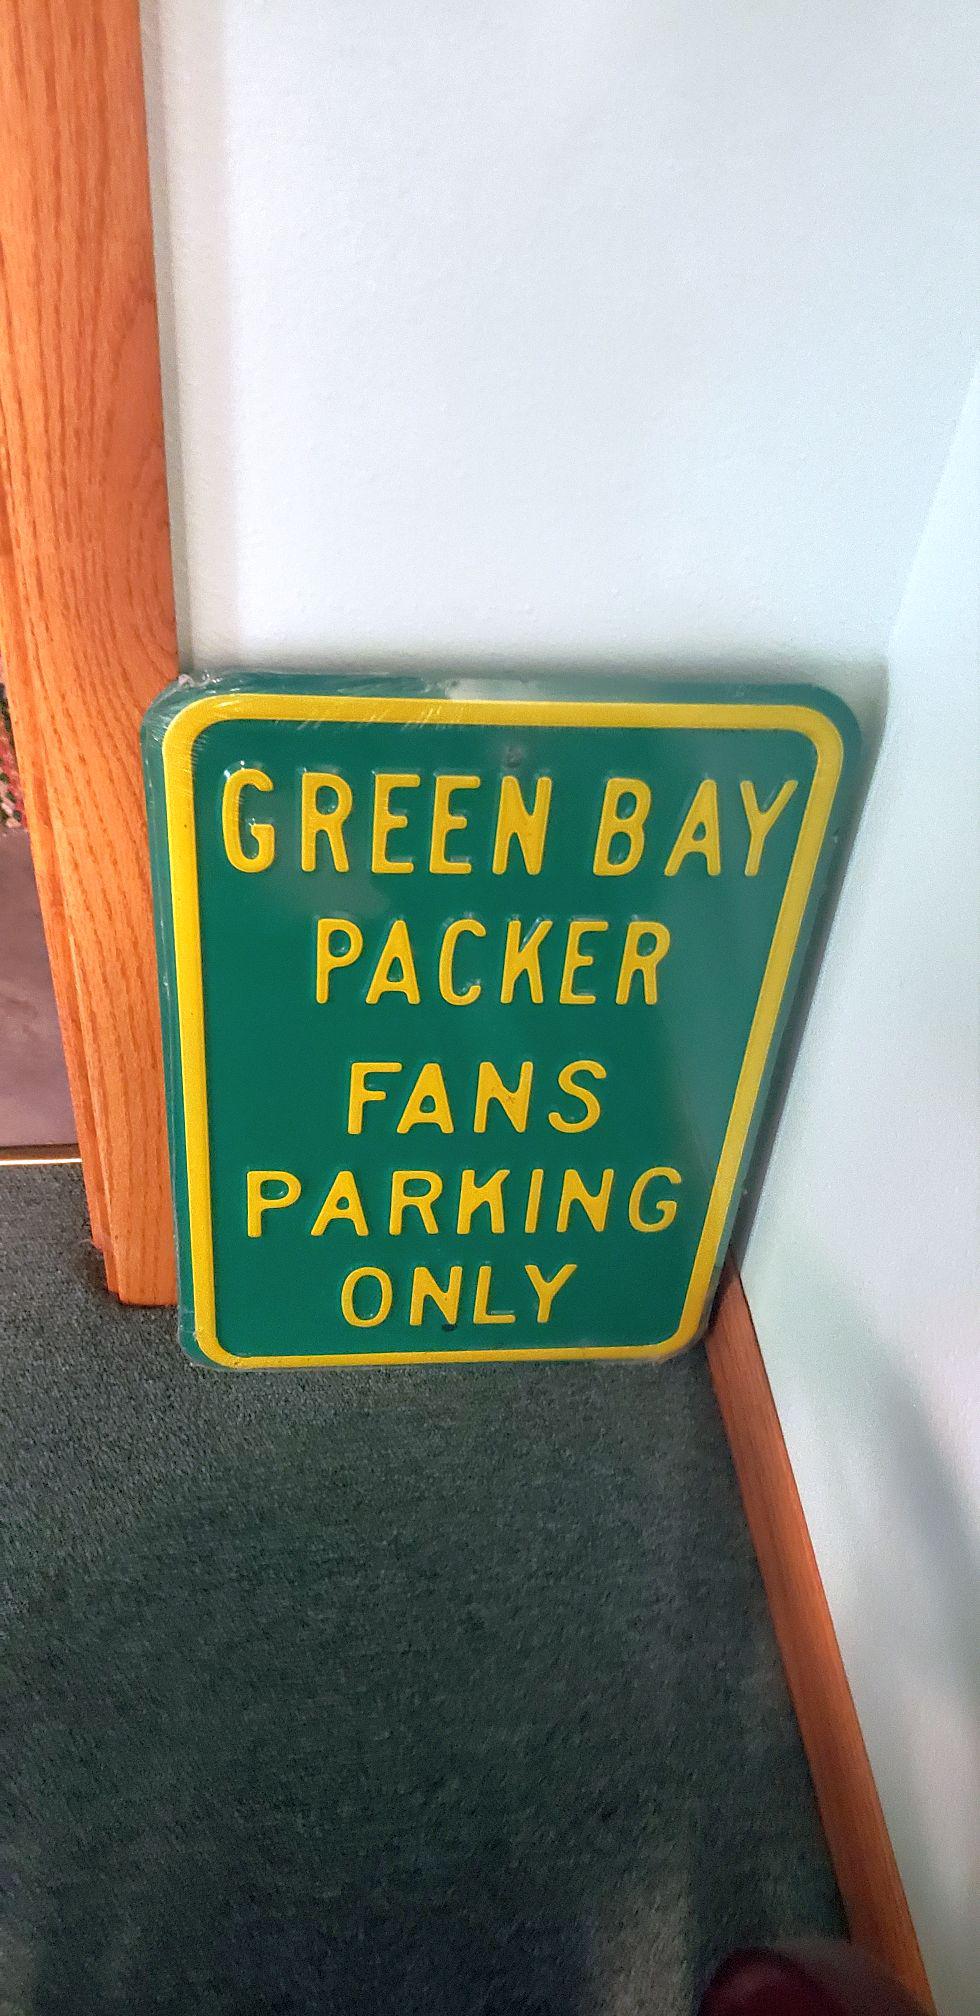 GREEN BAY
PACKER
FANS
PARKING
ONLY